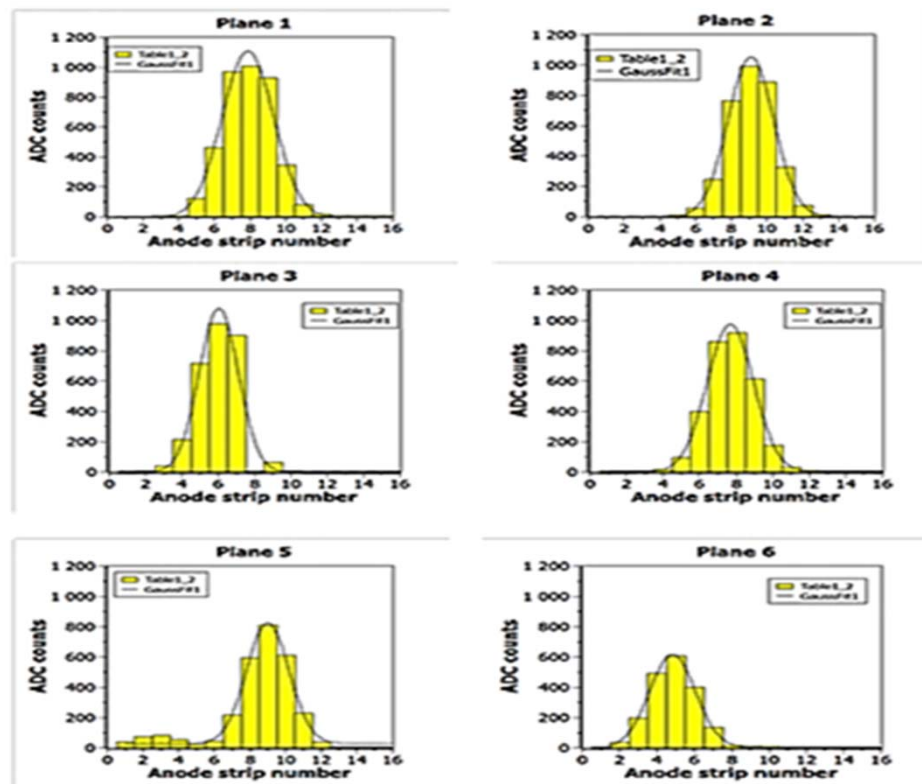 Plane 1
1 200
1 000
800
600
400
200
0
ADC counts
Table1_2
GaussFit1
0 2 4 6 8 10 12 14 16
Anode strip number
Plane 2
1 200
1 000
800
600
400
200
0
ADC counts
Table1_2
GaussFit1
0 2 4 6 8 10 12 14 16
Anode strip number
Plane 3
1 200
1 000
800
600
400
200
0
ADC counts
Table1_2
GaussFit1
0 2 4 6 8 10 12 14 16
Anode strip number
Plane 4
1 200
1 000
800
600
400
200
0
ADC counts
Table1_2
GaussFit1
0 2 4 6 8 10 12 14 16
Anode strip number
Plane 5
1 200
1 000
800
600
400
200
0
ADC counts
Table1_2
GaussFit1
0 2 4 6 8 10 12 14 16
Anode strip number
Plane 6
1 200
1 000
800
600
400
200
0
ADC counts
Table1_2
GaussFit1
0 2 4 6 8 10 12 14 16
Anode strip number